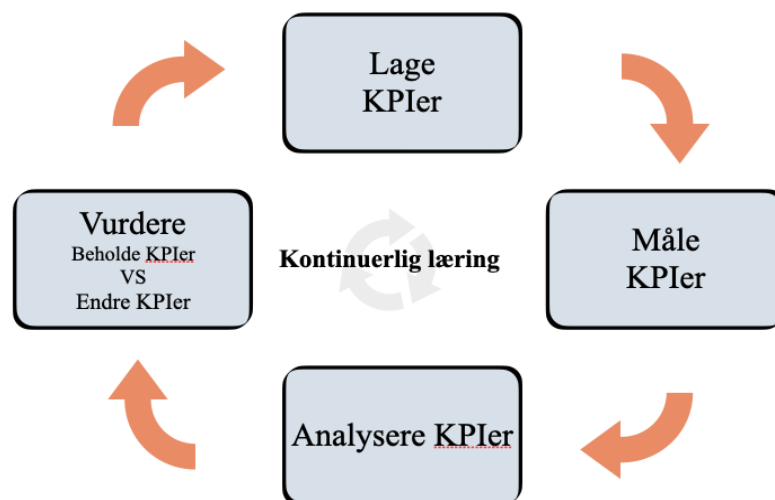 Lage
KPIer
Måle
KPIer
Analysere KPIer
Vurdere
Beholde KPIer
VS
Endre KPIer
Kontinuerlig læring